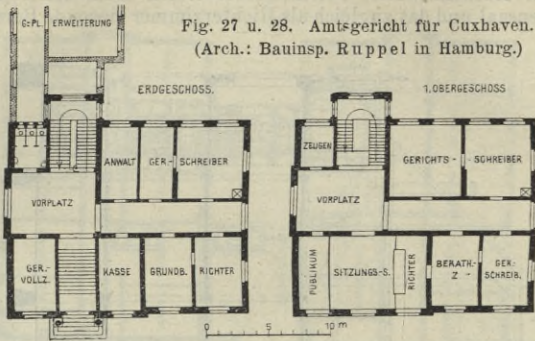 G:PL.
ERWEITERUNG
Fig. 27 u. 28. Amtsgericht für Cuxhaven.
(Arch.: Bauinsp. Ruppel in Hamburg.)
ERDGESCHOSS.
1. OBERGESCHOSS
ANWALT
GER.-
SCHREIBER
VORPLATZ
GER.-
VOLLZ.
KASSE
GRUNDB.
RICHTER
ZEUGEN
GERICHTS-
SCHREIBER
VORPLATZ
PUBLIKUM
SITZUNGS-S.
RICHTER
BERATH.-
Z
GER.
SCHREIB.
0 5 10 m